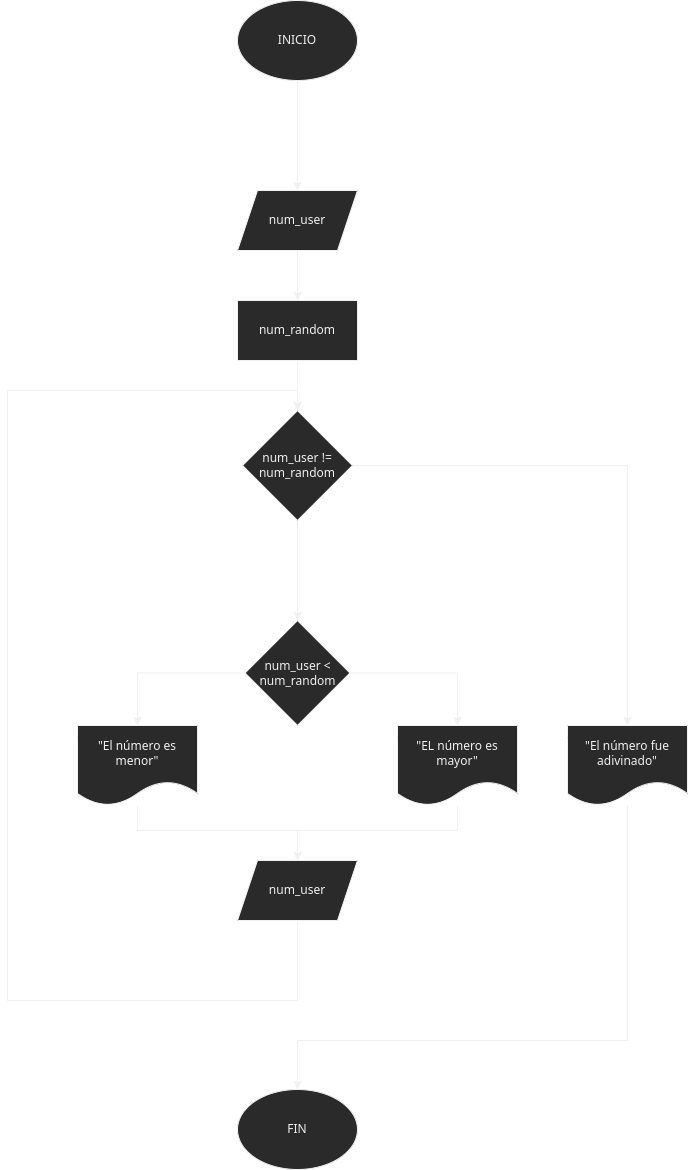 INICIO
num_user
num_random
num_user !=
num_random
num_user <
num_random
"El número es
menor"
"EL número es
mayor"
"El número fue
adivinado"
num_user
FIN